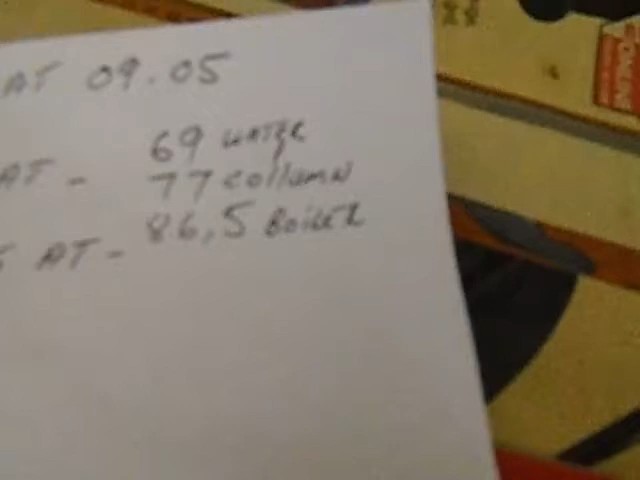 AT 09.05
69 WATER
AT - 77 collumn
AT - 86,5 BOILER